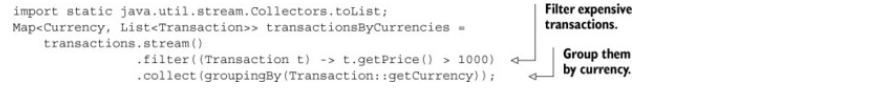 import static java.util.stream.Collectors.toList;
Map<Currency, List<Transaction>> transactionsByCurrencies =
transactions.stream()
.filter((Transaction t) -> t.getPrice() > 1000)
.collect(groupingBy(Transaction::getCurrency));
Filter expensive
transactions.
Group them
by currency.